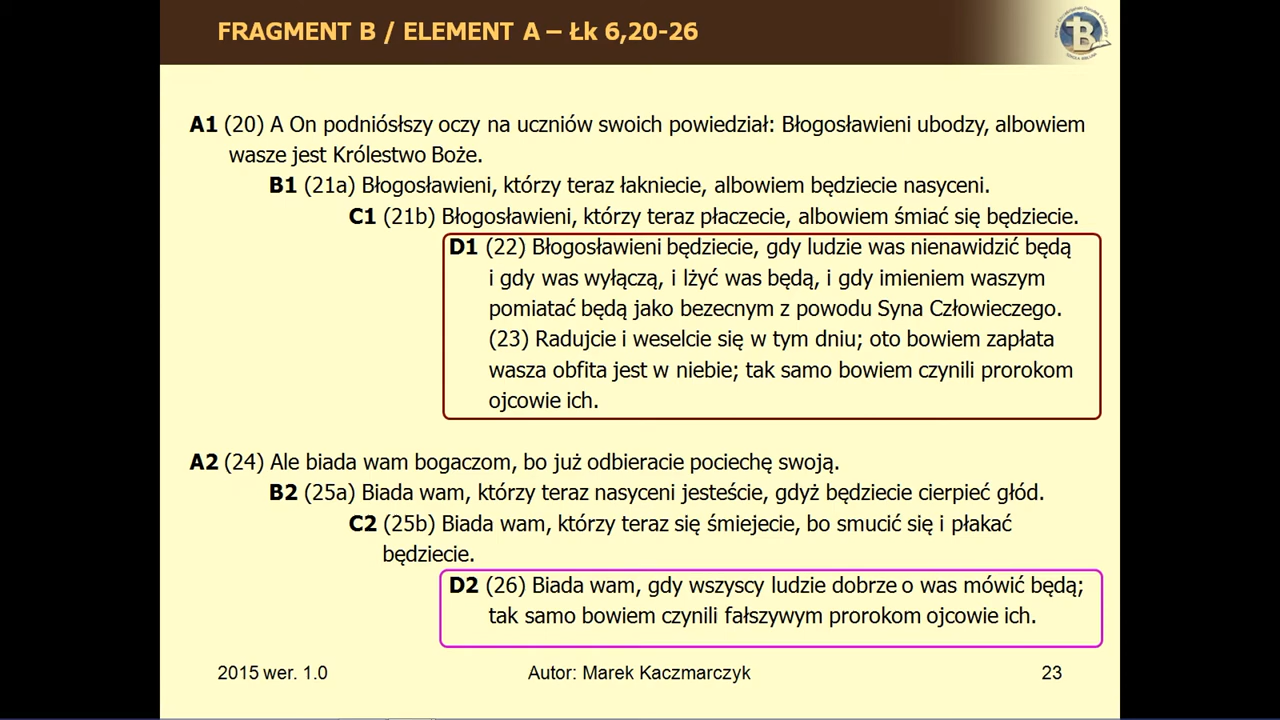 FRAGMENT B / ELEMENT A – Łk 6,20-26
A1 (20) A On podniósłszy oczy na uczniów swoich powiedział: Błogosławieni ubodzy, albowiem
wasze jest Królestwo Boże.
B1 (21a) Błogosławieni, którzy teraz łakniecie, albowiem będziecie nasyceni.
C1 (21b) Błogosławieni, którzy teraz płaczecie, albowiem śmiać się będziecie.
D1 (22) Błogosławieni będziecie, gdy ludzie was nienawidzić będą
i gdy was wyłączą, i lżyć was będą, i gdy imieniem waszym
pomiatać będą jako bezecnym z powodu Syna Człowieczego.
(23) Radujcie i weselcie się w tym dniu; oto bowiem zapłata
wasza obfita jest w niebie; tak samo bowiem czynili prorokom
ojcowie ich.
A2 (24) Ale biada wam bogaczom, bo już odbieracie pociechę swoją.
B2 (25a) Biada wam, którzy teraz nasyceni jesteście, gdyż będziecie cierpieć głód.
C2 (25b) Biada wam, którzy teraz się śmiejecie, bo smucić się i płakać
będziecie.
D2 (26) Biada wam, gdy wszyscy ludzie dobrze o was mówić będą;
tak samo bowiem czynili fałszywym prorokom ojcowie ich.
2015 wer. 1.0
Autor: Marek Kaczmarczyk
23